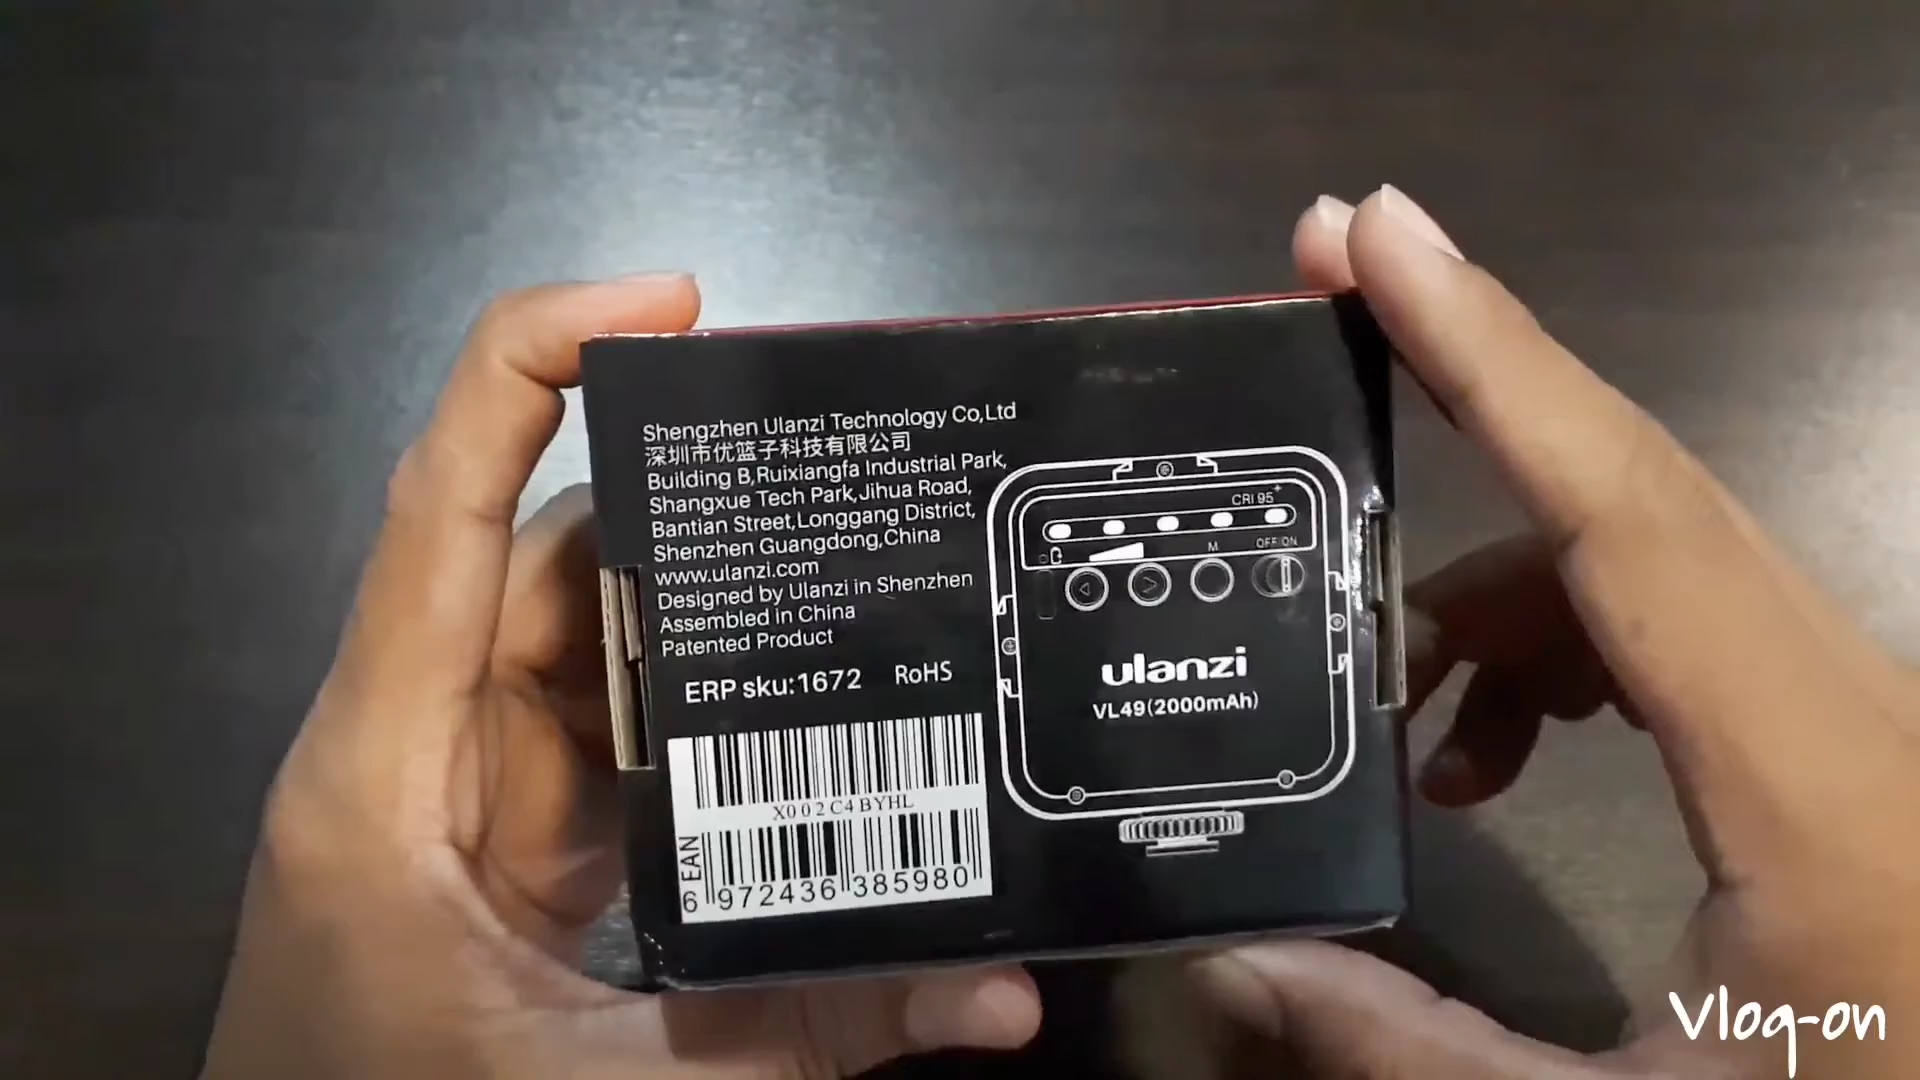 Shengzhen Ulanzi Technology Co,Ltd
深圳市优篮子科技有限公司
Building B,Ruixiangfa Industrial Park,
Shangxue Tech Park,Jihua Road,
Bantian Street,Longgang District,
Shenzhen Guangdong,China
www.ulanzi.com
Designed by Ulanzi in Shenzhen
Assembled in China
Patented Product
ERP sku:1672 RoHS
X002C4BYHL
EAN
6 972436 385980
CRI 95+
M OFF/ON
ulanzi
VL49(2000mAh)
Vlog-on